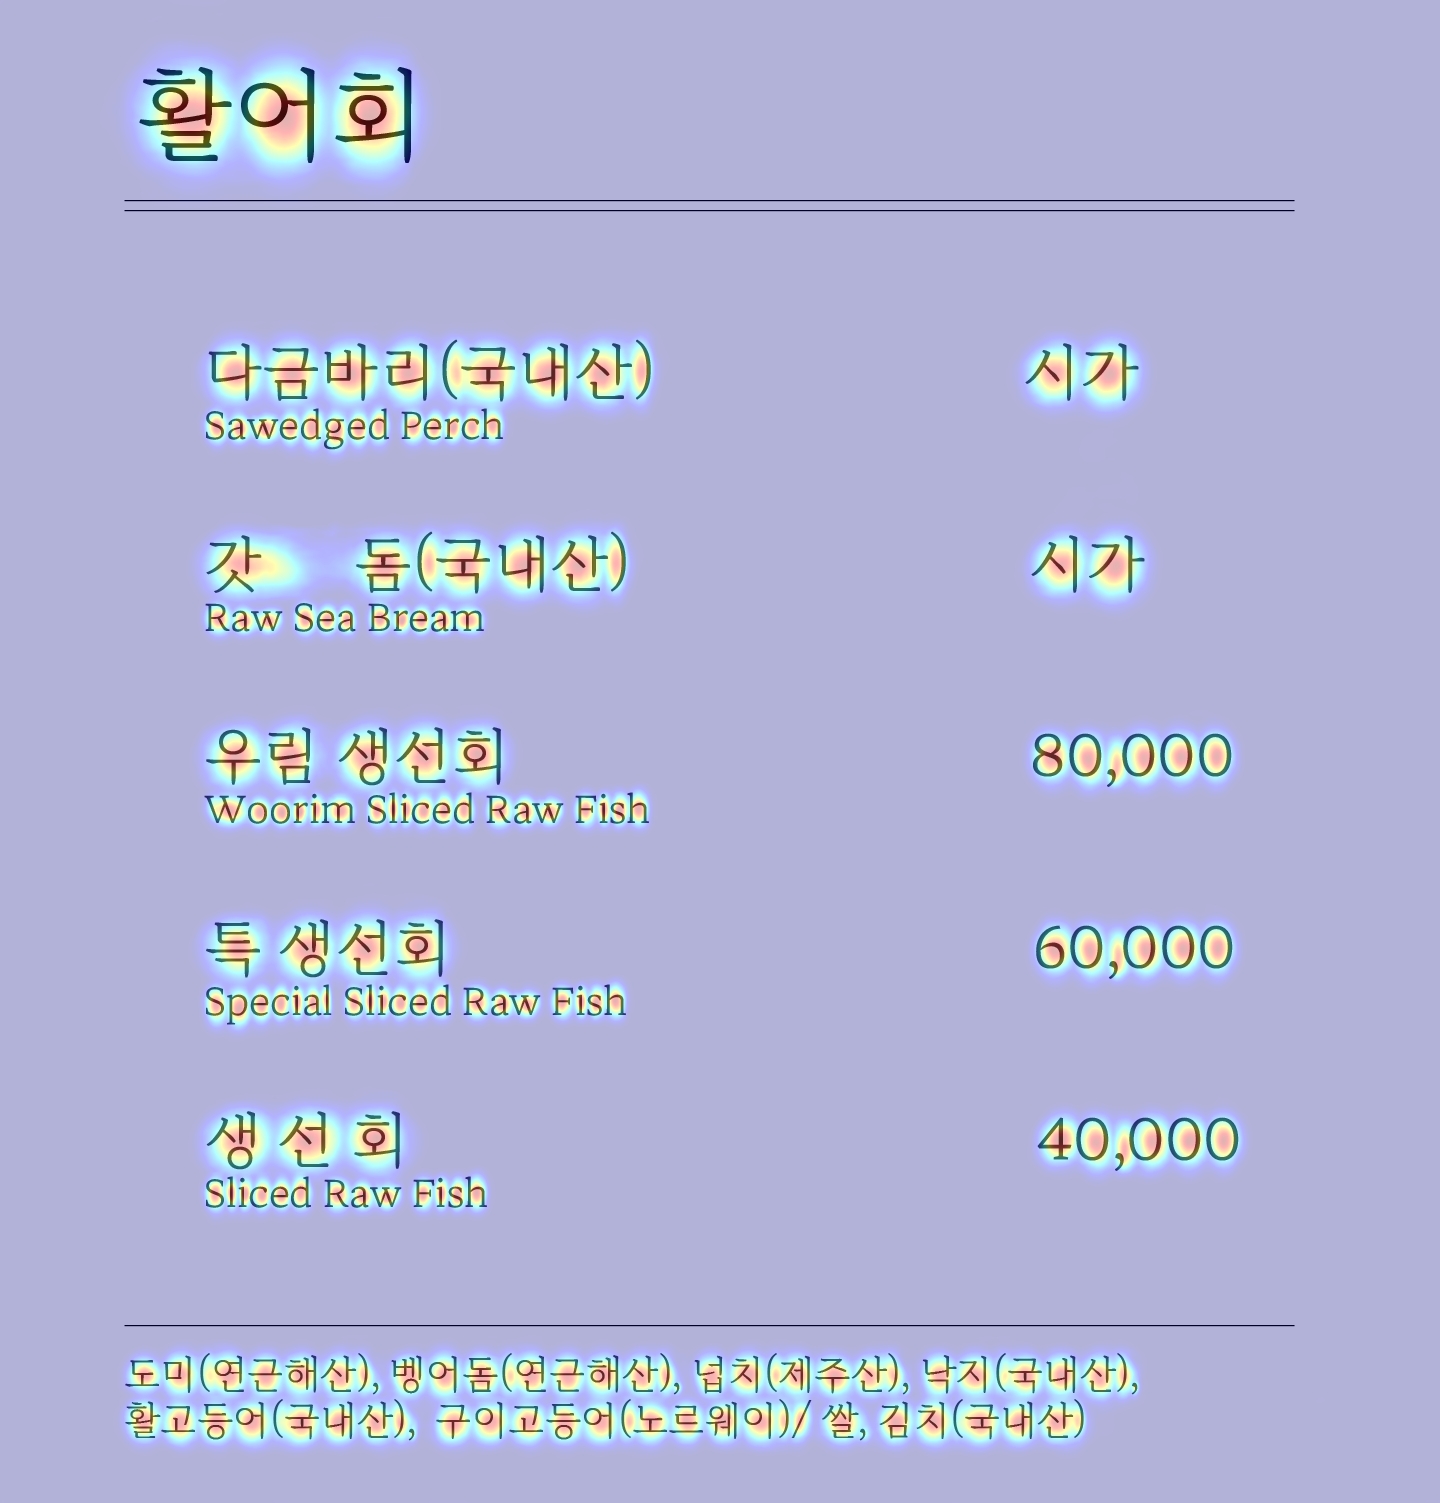 활어회
다금바리(국내산) 시가
Sawedged Perch
갓 돔(국내산) 시가
Raw Sea Bream
우림 생선회 80,000
Woorim Sliced Raw Fish
특 생선회 60,000
Special Sliced Raw Fish
생 선 회 40,000
Sliced Raw Fish
도미(연근해산), 벵어돔(연근해산), 넙치(제주산), 낙지(국내산),
활고등어(국내산), 구이고등어(노르웨이)/ 쌀, 김치(국내산)